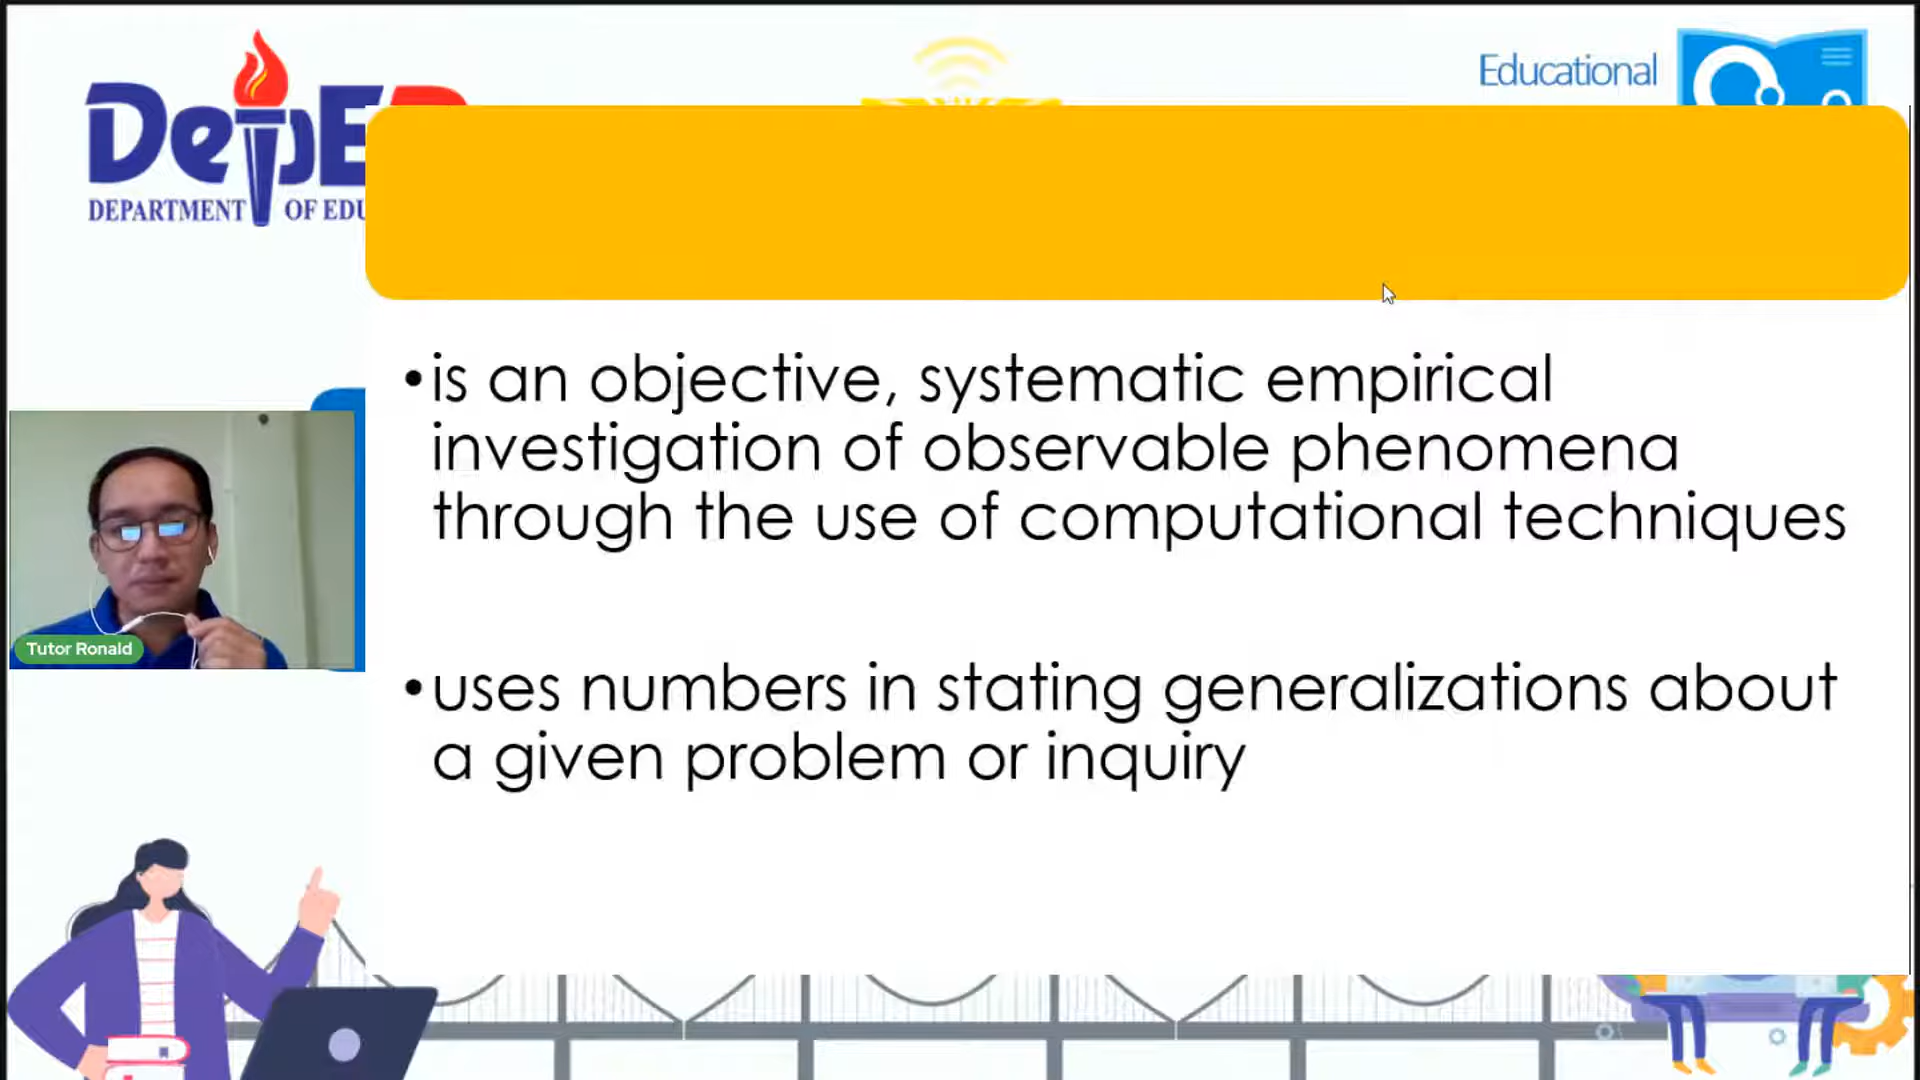 DepE
DEPARTMENT OF EDU
Educational
•is an objective, systematic empirical
investigation of observable phenomena
through the use of computational techniques
•uses numbers in stating generalizations about
a given problem or inquiry
Tutor Ronald